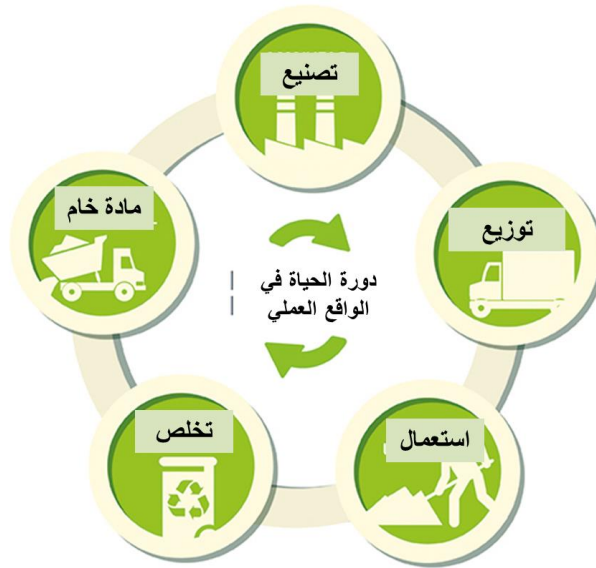 تصنيع
توزيع
مادة خام
دورة الحياة في
الواقع العملي
استعمال
تخلص